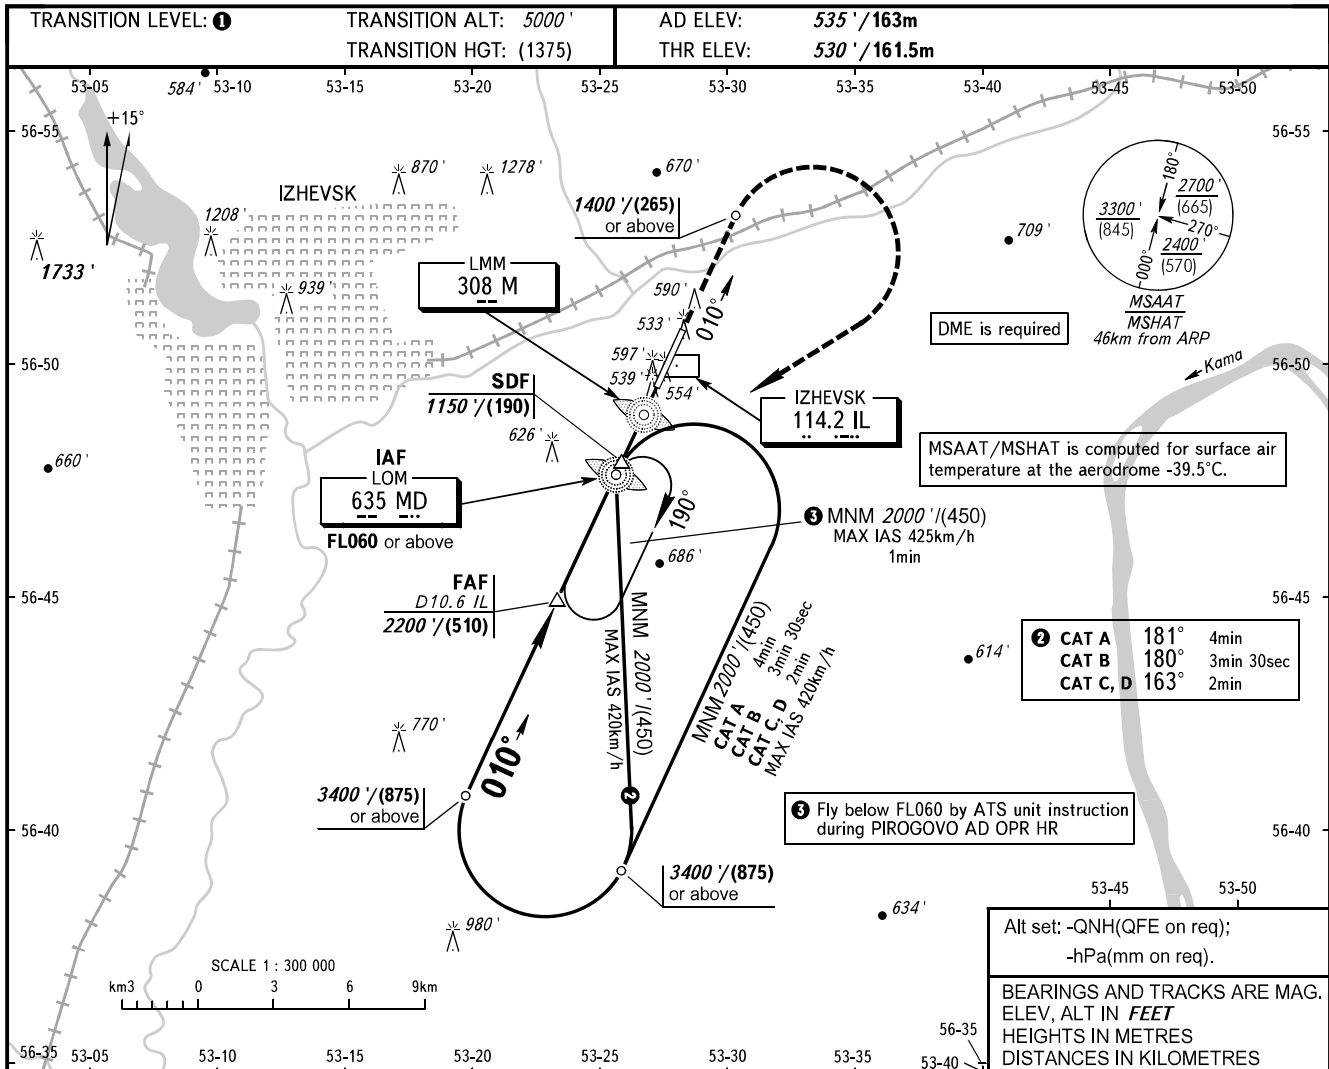 TRANSITION LEVEL: ❶
TRANSITION ALT: 5000 '
TRANSITION HGT: (1375)
AD ELEV: 535 '/163m
THR ELEV: 530 '/161.5m
53-05 53-10 53-15 53-20 53-25 53-30 53-35 53-41 53-45 53-50
584 '
56-55
56-55
+15°
870 '
1278 '
670 '
IZHEVSK
1208 '
1733 '
939 '
1400 '/(265)
or above
709 '
180°
2700 '
(665)
3300 '
(845)
270°
2400 '
(570)
000°
MSAAT
MSHAT
46km from ARP
LMM
308 M
590 '
010°
533 '
DME is required
56-50
56-50
597 '
539 '
554 '
Kama
SDF
1150 '/(190)
IZHEVSK
114.2 IL
626 '
660 '
MSAAT/MSHAT is computed for surface air
temperature at the aerodrome -39.5°C.
IAF
LOM
635 MD
FL060 or above
190°
❸ MNM 2000 '/(450)
MAX IAS 425km/h
1min
686 '
FAF
D10.6 IL
2200 '/(510)
56-45
56-45
MNM 2000 '/(450)
MAX IAS 420km/h
MNM 2000 '/(450)
CAT A 4min
CAT B 3min 30sec
CAT C, D 2min
MAX IAS 420km/h
614 '
❷ CAT A 181° 4min
CAT B 180° 3min 30sec
CAT C, D 163° 2min
770 '
010°
3400 '/(875)
or above
❷
❸ Fly below FL060 by ATS unit instruction
during PIROGOVO AD OPR HR
56-40
56-40
3400 '/(875)
or above
53-45 53-50
980 '
634 '
Alt set: -QNH(QFE on req);
-hPa(mm on req).
SCALE 1 : 300 000
km3 0 3 6 9km
BEARINGS AND TRACKS ARE MAG.
ELEV, ALT IN FEET
HEIGHTS IN METRES
DISTANCES IN KILOMETRES
56-35
56-35 53-05 53-10 53-15 53-20 53-25 53-30 53-35 53-40